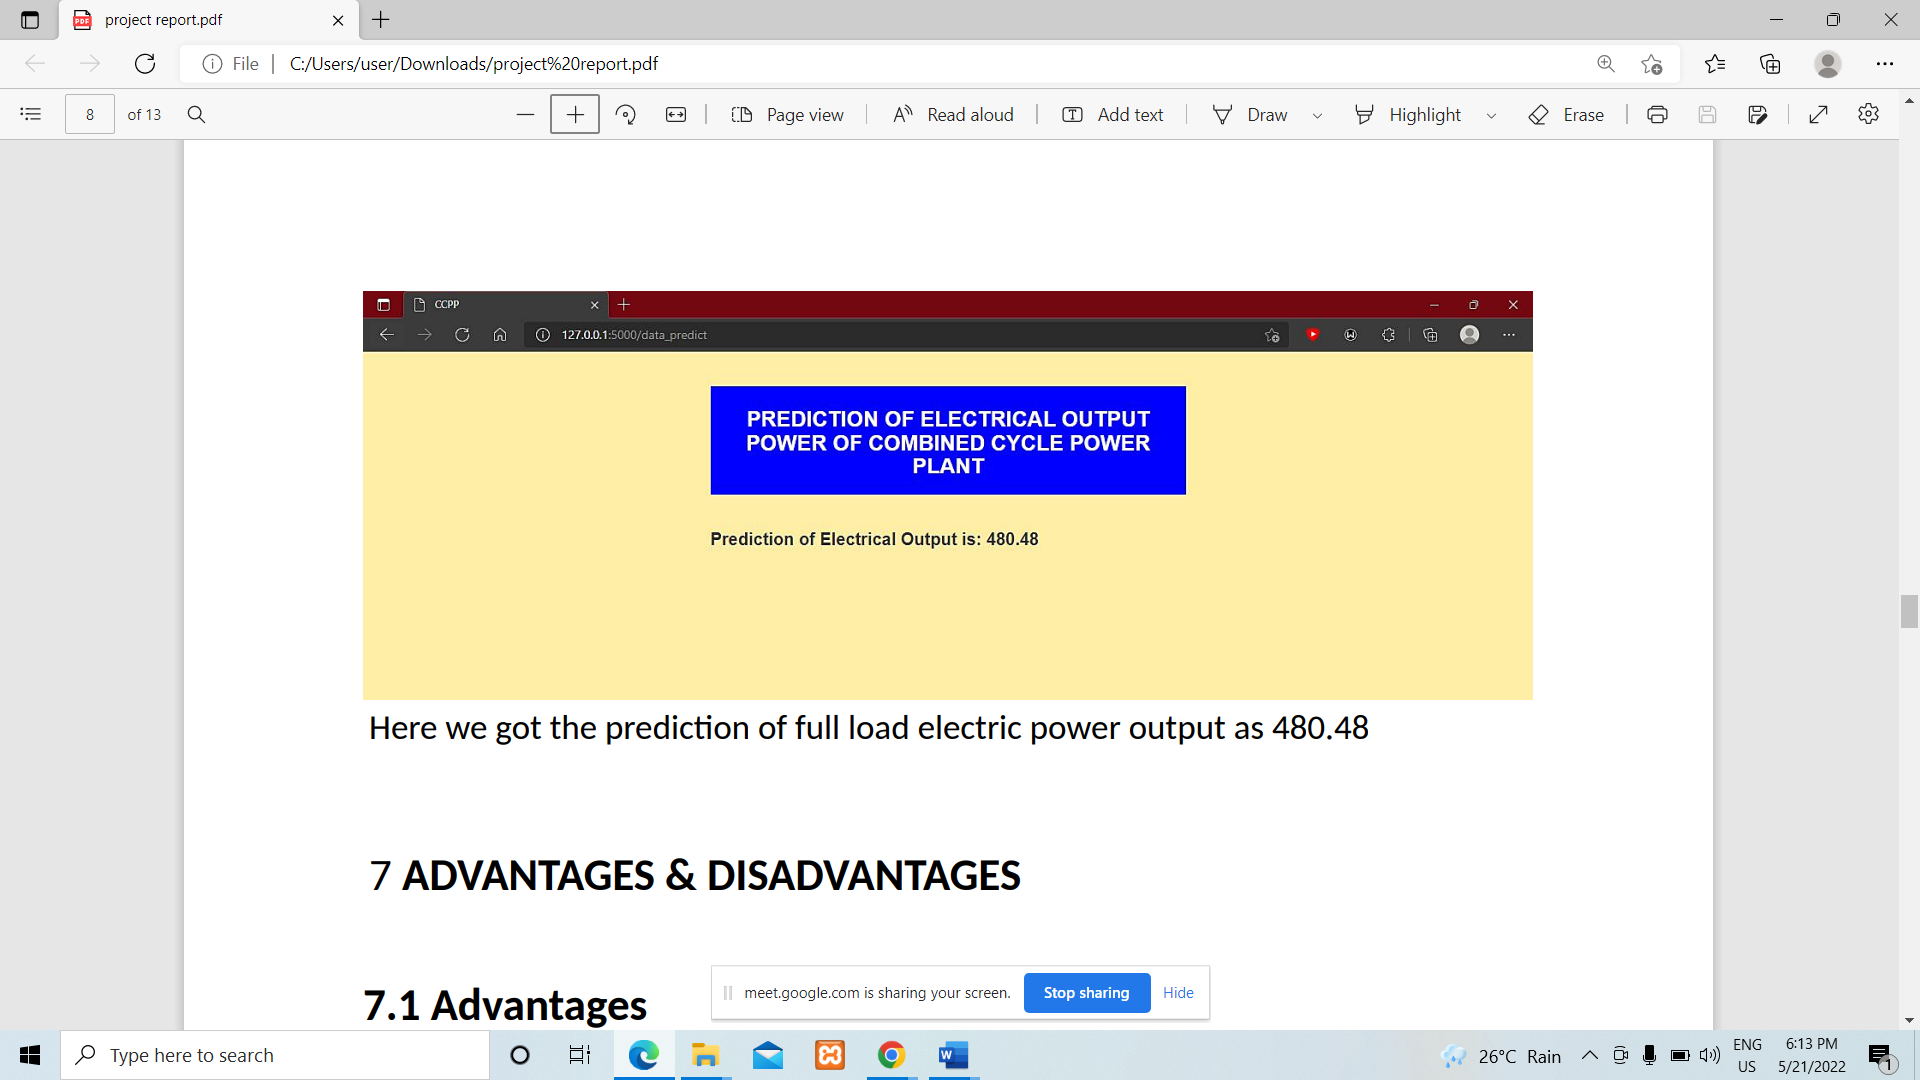 project report.pdf
File
C:/Users/user/Downloads/project%20report.pdf
8
of 13
Page view
Read aloud
Add text
Draw
Highlight
Erase
CCPP
127.0.0.1:5000/data_predict
PREDICTION OF ELECTRICAL OUTPUT
POWER OF COMBINED CYCLE POWER
PLANT
Prediction of Electrical Output is: 480.48
Here we got the prediction of full load electric power output as 480.48
7 ADVANTAGES & DISADVANTAGES
7.1 Advantages
meet.google.com is sharing your screen.
Stop sharing
Hide
Type here to search
26°C Rain
ENG
US
6:13 PM
5/21/2022
1